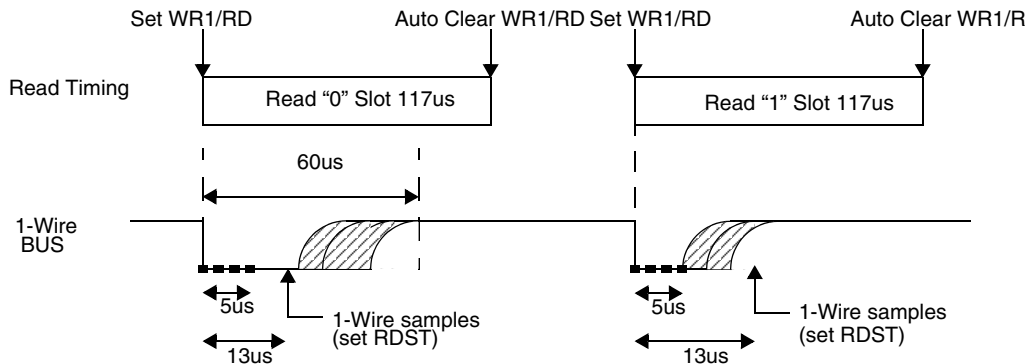 Set WR1/RD
Auto Clear WR1/RD
Set WR1/RD
Auto Clear WR1/R
Read Timing
Read “0” Slot 117us
Read “1” Slot 117us
60us
1-Wire
BUS
5us
1-Wire samples
(set RDST)
13us
5us
1-Wire samples
(set RDST)
13us